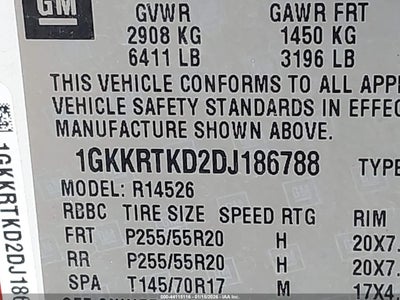 GM
GVWR GAWR FRT
2908 KG 1450 KG
6411 LB 3196 LB
THIS VEHICLE CONFORMS TO ALL APPL
VEHICLE SAFETY STANDARDS IN EFFEC
MANUFACTURE SHOWN ABOVE.
1GKKRTKD2DJ186788 TYPE
MODEL: R14526
RBBC TIRE SIZE SPEED RTG RIM
FRT P255/55R20 H 20X7.
RR P255/55R20 H 20X7.
SPA T145/70R17 M 17X4.
1GKKRTKD2DJ186